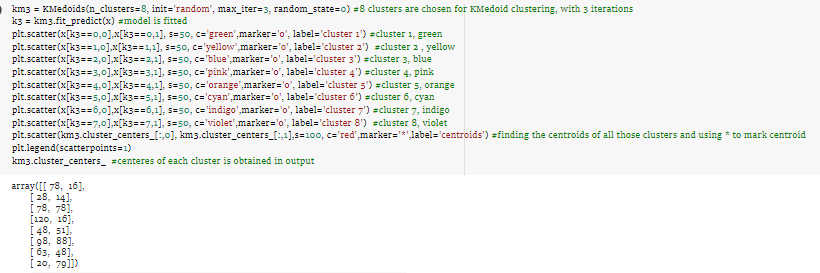 km3 = KMedoids(n_clusters=8, init='random', max_iter=3, random_state=0) #8 clusters are chosen for KMedoid clustering, with 3 iterations
k3 = km3.fit_predict(x) #model is fitted
plt.scatter(x[k3==0,0],x[k3==0,1], s=50, c='green',marker='o', label='cluster 1') #cluster 1, green
plt.scatter(x[k3==1,0],x[k3==1,1], s=50, c='yellow',marker='o', label='cluster 2')  #cluster 2 , yellow
plt.scatter(x[k3==2,0],x[k3==2,1], s=50, c='blue',marker='o', label='cluster 3') #cluster 3, blue
plt.scatter(x[k3==3,0],x[k3==3,1], s=50, c='pink',marker='o', label='cluster 4') #cluster 4, pink
plt.scatter(x[k3==4,0],x[k3==4,1], s=50, c='orange',marker='o', label='cluster 5') #cluster 5, orange
plt.scatter(x[k3==5,0],x[k3==5,1], s=50, c='cyan',marker='o', label='cluster 6') #cluster 6, cyan
plt.scatter(x[k3==6,0],x[k3==6,1], s=50, c='indigo',marker='o', label='cluster 7') #cluster 7, indigo
plt.scatter(x[k3==7,0],x[k3==7,1], s=50, c='violet',marker='o', label='cluster 8')  #cluster 8, violet
plt.scatter(km3.cluster_centers_[:,0], km3.cluster_centers_[:,1],s=100, c='red',marker='*',label='centroids') #finding the centroids of all those clusters and using * to mark centroid
plt.legend(scatterpoints=1)
km3.cluster_centers_  #centeres of each cluster is obtained in output
array([[ 78,  16],
[ 28,  14],
[ 78,  78],
[120,  16],
[ 48,  51],
[ 98,  88],
[ 63,  48],
[ 20,  79]])